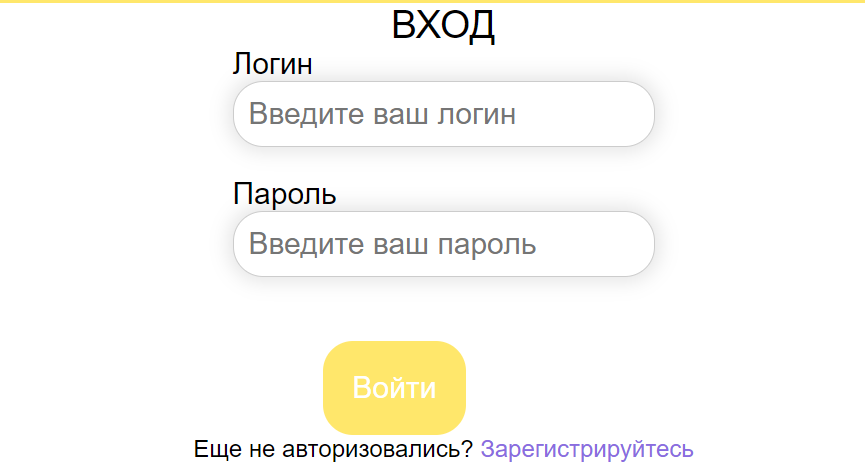 ВХОД
Логин
Введите ваш логин
Пароль
Введите ваш пароль
Войти
Еще не авторизовались? Зарегистрируйтесь